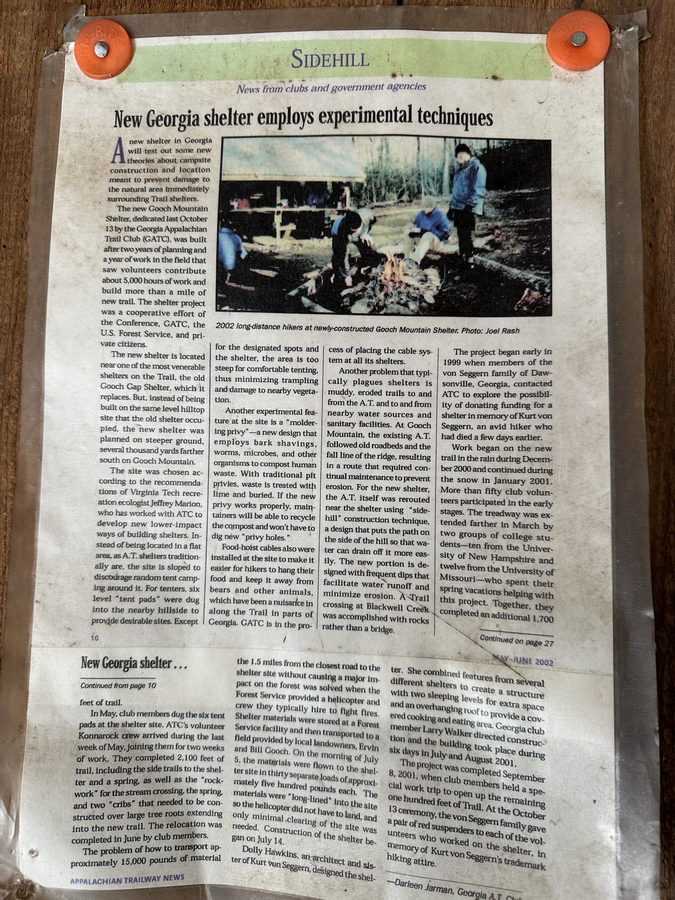 SIDEHILL
News from clubs and government agencies
New Georgia shelter employs experimental techniques
A new shelter in Georgia
will test out some new
theories about campsite
construction and location
meant to prevent damage to
the natural area immediately
surrounding Trail shelters.
The new Gooch Mountain
Shelter, dedicated last October
13 by the Georgia Appalachian
Trail Club (GATC), was built
after two years of planning and
a year of work in the field that
saw volunteers contribute
about 5,000 hours of work and
build more than a mile of
new trail. The shelter project
was a cooperative effort of
the Conference, GATC, the
U.S. Forest Service, and pri-
vate citizens.
The new shelter is located
near one of the most venerable
shelters on the Trail, the old
Gooch Gap Shelter, which it
replaces. But, instead of being
built on the same level hilltop
site that the old shelter occu-
pied, the new shelter was
planned on steeper ground,
several thousand yards farther
south on Gooch Mountain.
The site was chosen ac-
cording to the recommenda-
tions of Virginia Tech recre-
ation ecologist Jeffrey Marion,
who has worked with ATC to
develop new lower-impact
ways of building shelters. In-
stead of being located in a flat
area, as A.T. shelters tradition-
ally are, the site is sloped to
discourage random tent camp-
ing around it. For tenters, six
level "tent pads" were dug
into the nearby hillside to
provide desirable sites. Except
2002 long-distance hikers at newly-constructed Gooch Mountain Shelter. Photo: Joel Rash
for the designated spots and
the shelter, the area is too
steep for comfortable tenting,
thus minimizing trampling
and damage to nearby vegeta-
tion.
Another experimental fea-
ture at the site is a "molder-
ing privy"—a new design that
employs bark shavings,
worms, microbes, and other
organisms to compost human
waste. With traditional pit
privies, waste is treated with
lime and buried. If the new
privy works properly, main-
tainers will be able to recycle
the compost and won't have to
dig new "privy holes."
Food-hoist cables also were
installed at the site to make it
easier for hikers to hang their
food and keep it away from
bears and other animals,
which have been a nuisance in
along the Trail in parts of
Georgia. GATC is in the pro-
cess of placing the cable sys-
tem at all its shelters.
Another problem that typi-
cally plagues shelters is
muddy, eroded trails to and
from the A.T. and to and from
nearby water sources and
sanitary facilities. At Gooch
Mountain, the existing A.T.
followed old roadbeds and the
fall line of the ridge, resulting
in a route that required con-
tinual maintenance to prevent
erosion. For the new shelter,
the A.T. itself was rerouted
near the shelter using "side-
hill" construction technique,
a design that puts the path on
the side of the hill so that wa-
ter can drain off it more eas-
ily. The new portion is de-
signed with frequent dips that
facilitate water runoff and
minimize erosion. A Trail
crossing at Blackwell Creek
was accomplished with rocks
rather than a bridge.
The project began early in
1999 when members of the
von Seggern family of Daw-
sonville, Georgia, contacted
ATC to explore the possibil-
ity of donating funding for a
shelter in memory of Kurt von
Seggern, an avid hiker who
had died a few days earlier.
Work began on the new
trail in the rain during Decem-
ber 2000 and continued during
the snow in January 2001.
More than fifty club volun-
teers participated in the early
stages. The treadway was ex-
tended farther in March by
two groups of college stu-
dents—ten from the Univer-
sity of New Hampshire and
twelve from the University of
Missouri—who spent their
spring vacations helping with
this project. Together, they
completed an additional 1,700
Continued on page 27
10
MAY–JUNE 2002
New Georgia shelter . . .
Continued from page 10
feet of trail.
In May, club members dug the six tent
pads at the shelter site. ATC's volunteer
Konnarock crew arrived during the last
week of May, joining them for two weeks
of work. They completed 2,100 feet of
trail, including the side trails to the shel-
ter and a spring, as well as the "rock-
work" for the stream crossing, the spring,
and two "cribs" that needed to be con-
structed over large tree roots extending
into the new trail. The relocation was
completed in June by club members.
The problem of how to transport ap-
proximately 15,000 pounds of material
the 1.5 miles from the closest road to the
shelter site without causing a major im-
pact on the forest was solved when the
Forest Service provided a helicopter and
crew they typically hire to fight fires.
Shelter materials were stored at a Forest
Service facility and then transported to a
field provided by local landowners, Ervin
and Bill Gooch. On the morning of July
5, the materials were flown to the shel-
ter site in thirty separate loads of approxi-
mately five hundred pounds each. The
materials were "long-lined" into the site
so the helicopter did not have to land, and
only minimal clearing of the site was
needed. Construction of the shelter be-
gan on July 14.
Dolly Hawkins, an architect and sis-
ter of Kurt von Seggern, designed the shel-
ter. She combined features from several
different shelters to create a structure
with two sleeping levels for extra space
and an overhanging roof to provide a cov-
ered cooking and eating area. Georgia club
member Larry Walker directed construc-
tion and the building took place during
six days in July and August 2001.
The project was completed September
8, 2001, when club members held a spe-
cial work trip to open up the remaining
one hundred feet of Trail. At the October
13 ceremony, the von Seggern family gave
a pair of red suspenders to each of the vol-
unteers who worked on the shelter, in
memory of Kurt von Seggern's trademark
hiking attire.
—Darleen Jarman, Georgia A.T. Club
APPALACHIAN TRAILWAY NEWS